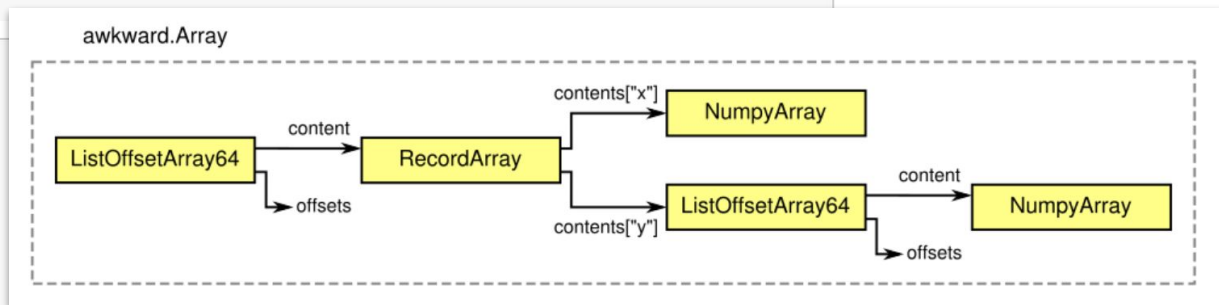 awkward.Array
contents["x"]
NumpyArray
content
ListOffsetArray64
RecordArray
offsets
content
ListOffsetArray64
NumpyArray
contents["y"]
offsets